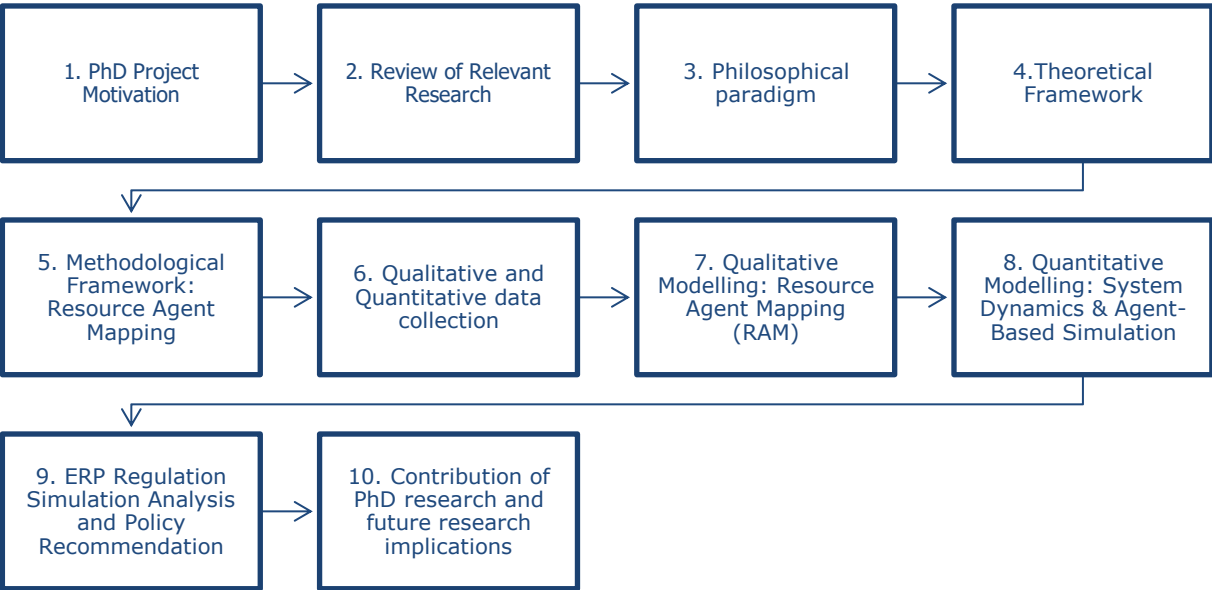 1. PhD Project
Motivation
2. Review of Relevant
Research
3. Philosophical
paradigm
4.Theoretical
Framework
5. Methodological
Framework:
Resource Agent
Mapping
6. Qualitative and
Quantitative data
collection
7. Qualitative
Modelling: Resource
Agent Mapping
(RAM)
8. Quantitative
Modelling: System
Dynamics & Agent-
Based Simulation
9. ERP Regulation
Simulation Analysis
and Policy
Recommendation
10. Contribution of
PhD research and
future research
implications